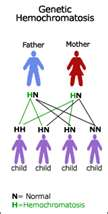 Genetic
Hemochromatosis
Father Mother
HN HN
HH HN HN NN
child child child child
N= Normal
H=Hemochromatosis